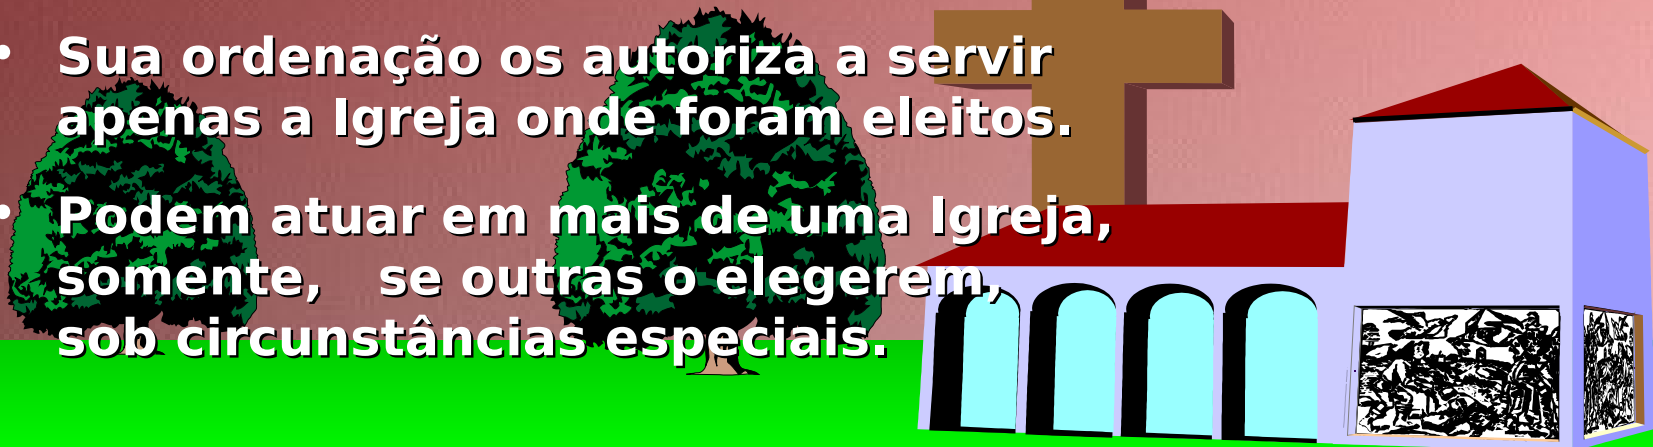 • Sua ordenação os autoriza a servir
apenas a Igreja onde foram eleitos.
• Podem atuar em mais de uma Igreja,
somente, se outras o elegerem,
sob circunstâncias especiais.